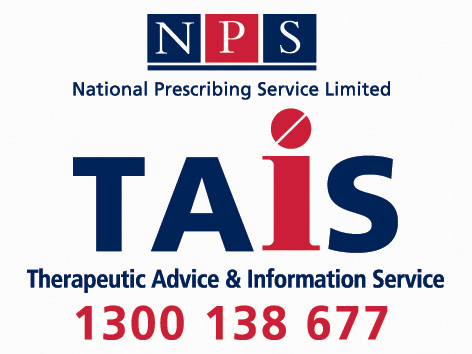 NPS
National Prescribing Service Limited
TAiS
Therapeutic Advice & Information Service
1300 138 677